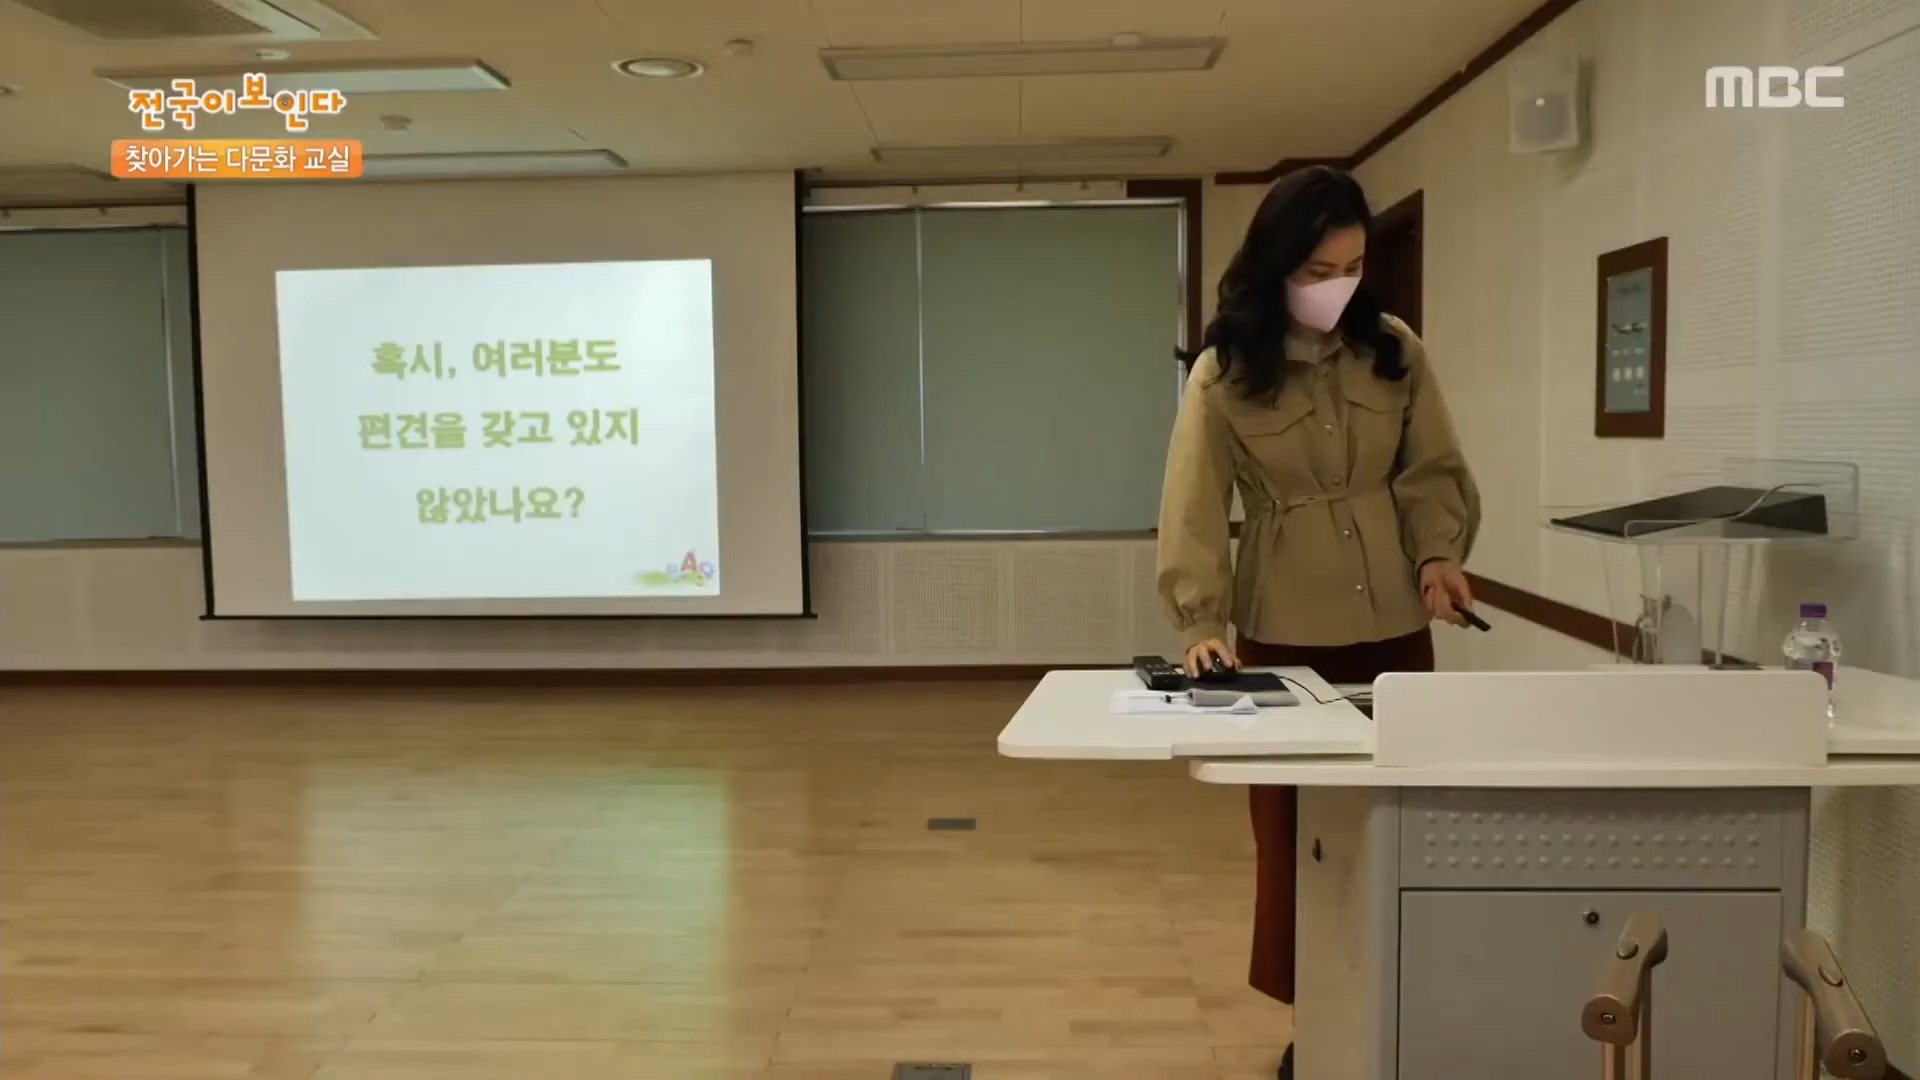 전국이보인다
찾아가는 다문화 교실
MBC
혹시, 여러분도
편견을 갖고 있지
않았나요?
A